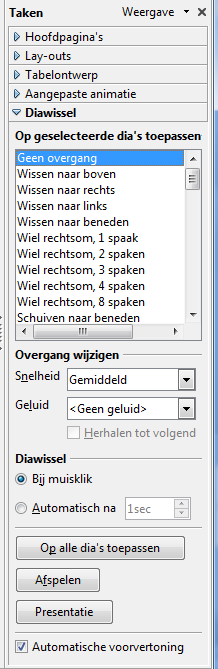 Taken Weergave
Hoofdpagina's
Lay-outs
Tabelontwerp
Aangepaste animatie
Diawissel
Op geselecteerde dia's toepassen
Geen overgang
Wissen naar boven
Wissen naar rechts
Wissen naar links
Wissen naar beneden
Wiel rechtsom, 1 spaak
Wiel rechtsom, 2 spaken
Wiel rechtsom, 3 spaken
Wiel rechtsom, 4 spaken
Wiel rechtsom, 8 spaken
Schuiven naar beneden
Overgang wijzigen
Snelheid Gemiddeld
Geluid <Geen geluid>
Herhalen tot volgend
Diawissel
Bij muisklik
Automatisch na 1sec
Op alle dia's toepassen
Afspelen
Presentatie
Automatische voorvertoning